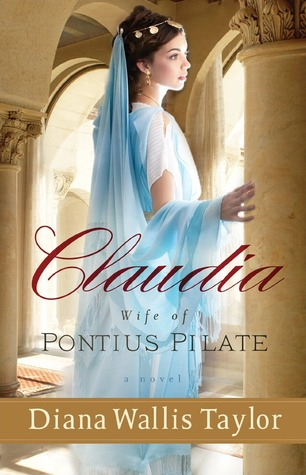 Claudia
Wife of
PONTIUS PILATE
a novel
Diana Wallis Taylor